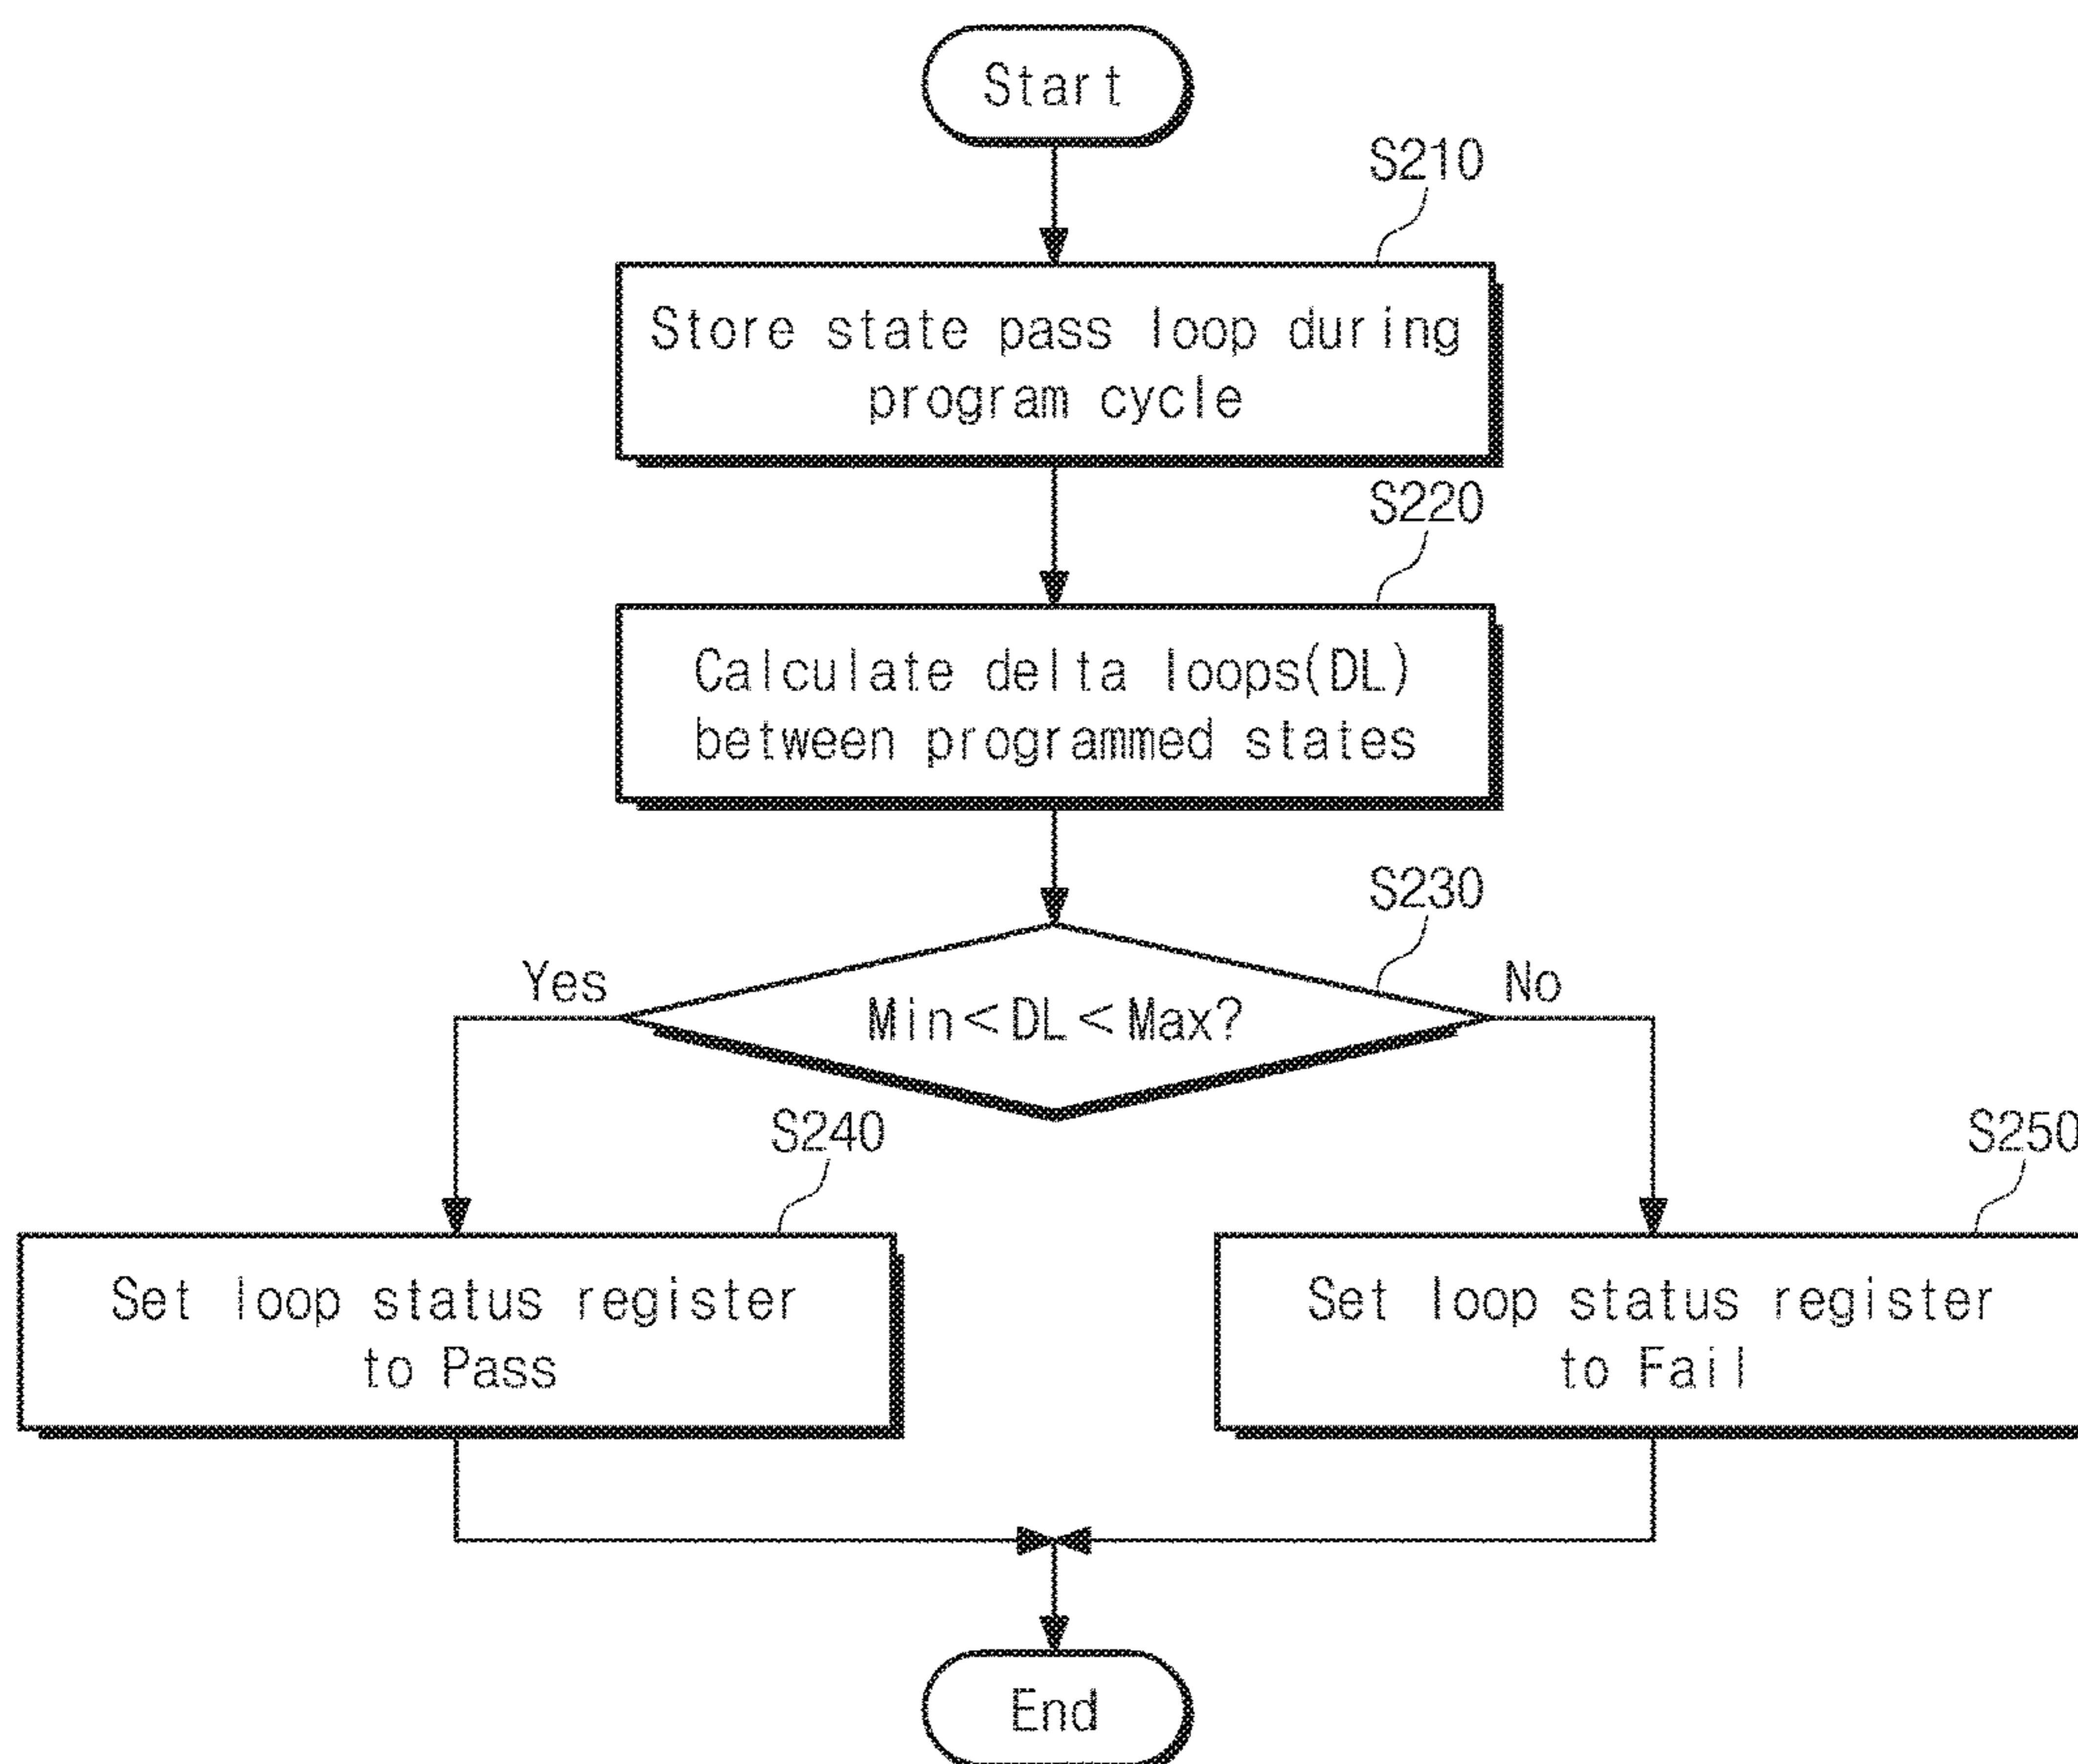 Start
S210
Store state pass loop during
program cycle
S220
Calculate delta loops(DL)
between programmed states
S230
Yes
No
Min<DL<Max?
S240
S250
Set loop status register
to Pass
Set loop status register
to Fail
End